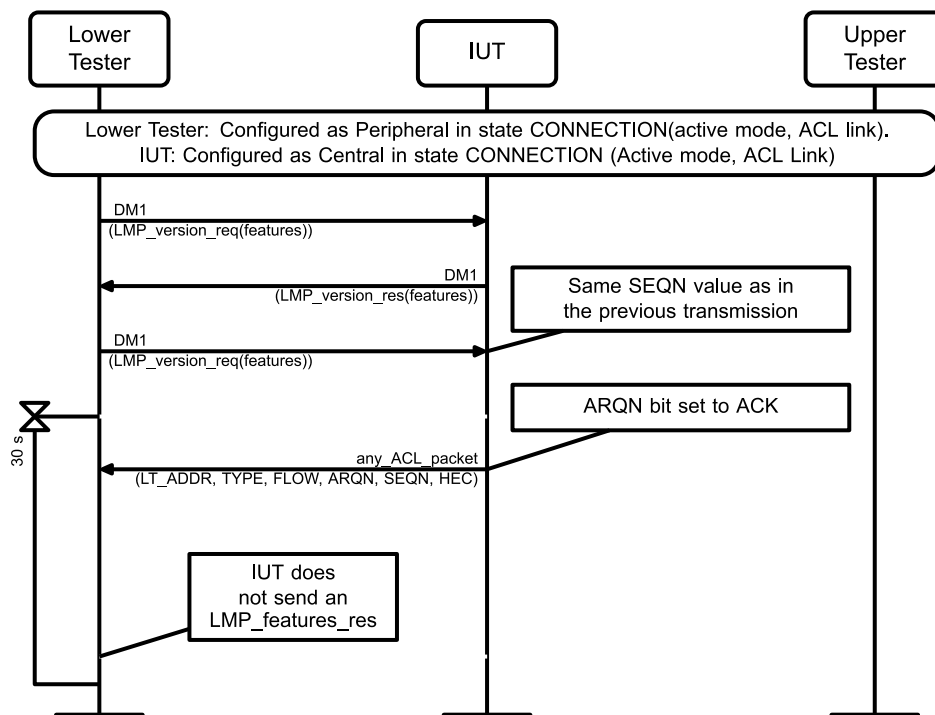 Lower
Tester
IUT
Upper
Tester
Lower Tester: Configured as Peripheral in state CONNECTION(active mode, ACL link).
IUT: Configured as Central in state CONNECTION (Active mode, ACL Link)
DM1
(LMP_version_req(features))
DM1
(LMP_version_res(features))
Same SEQN value as in
the previous transmission
DM1
(LMP_version_req(features))
ARQN bit set to ACK
30 s
any_ACL_packet
(LT_ADDR, TYPE, FLOW, ARQN, SEQN, HEC)
IUT does
not send an
LMP_features_res